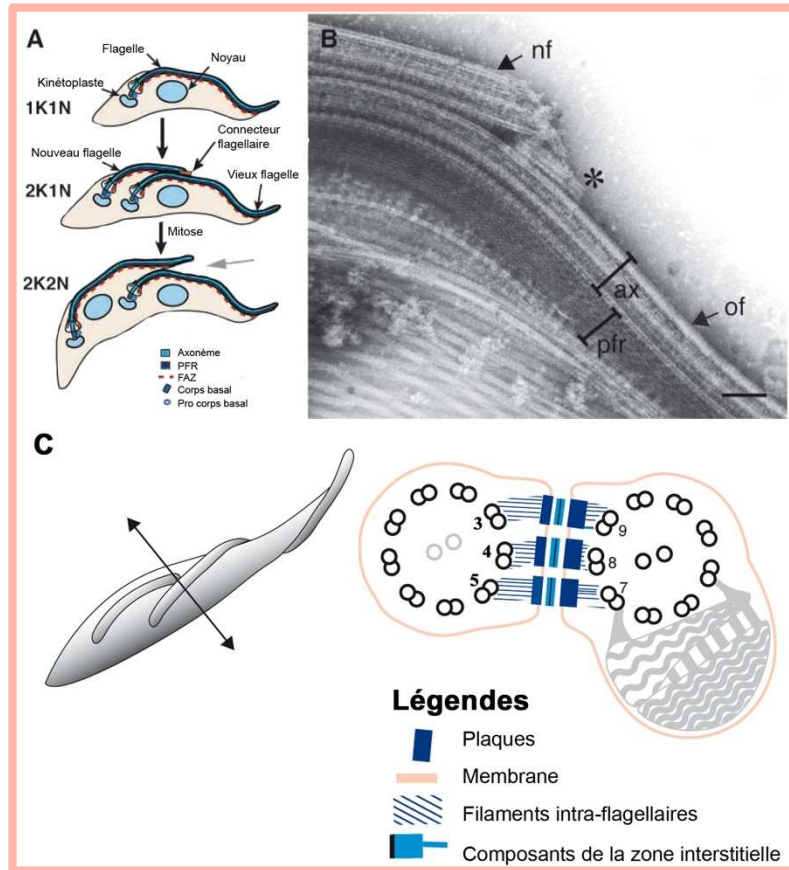 A
Flagelle
Noyau
Kinétoplaste
1K1N
Connecteur
flagellaire
Nouveau flagelle
Vieux flagelle
2K1N
Mitose
2K2N
Axonème
PFR
FAZ
Corps basal
Pro corps basal
B
nf
*
ax
of
pfr
C
3
9
4
8
5
7
Légendes
Plaques
Membrane
Filaments intra-flagellaires
Composants de la zone interstitielle